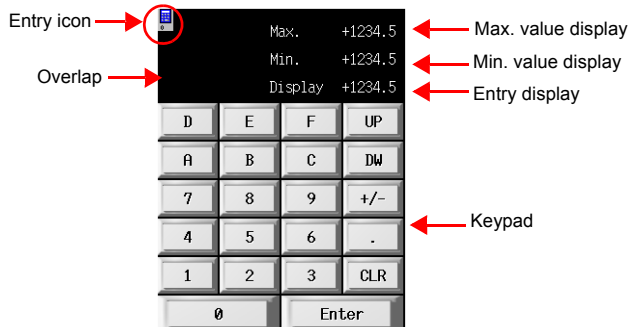 Entry icon
Max. +1234.5
Max. value display
Min. +1234.5
Min. value display
Overlap
Display +1234.5
Entry display
D E F UP
A B C DW
7 8 9 +/-
4 5 6 .
Keypad
1 2 3 CLR
0 Enter